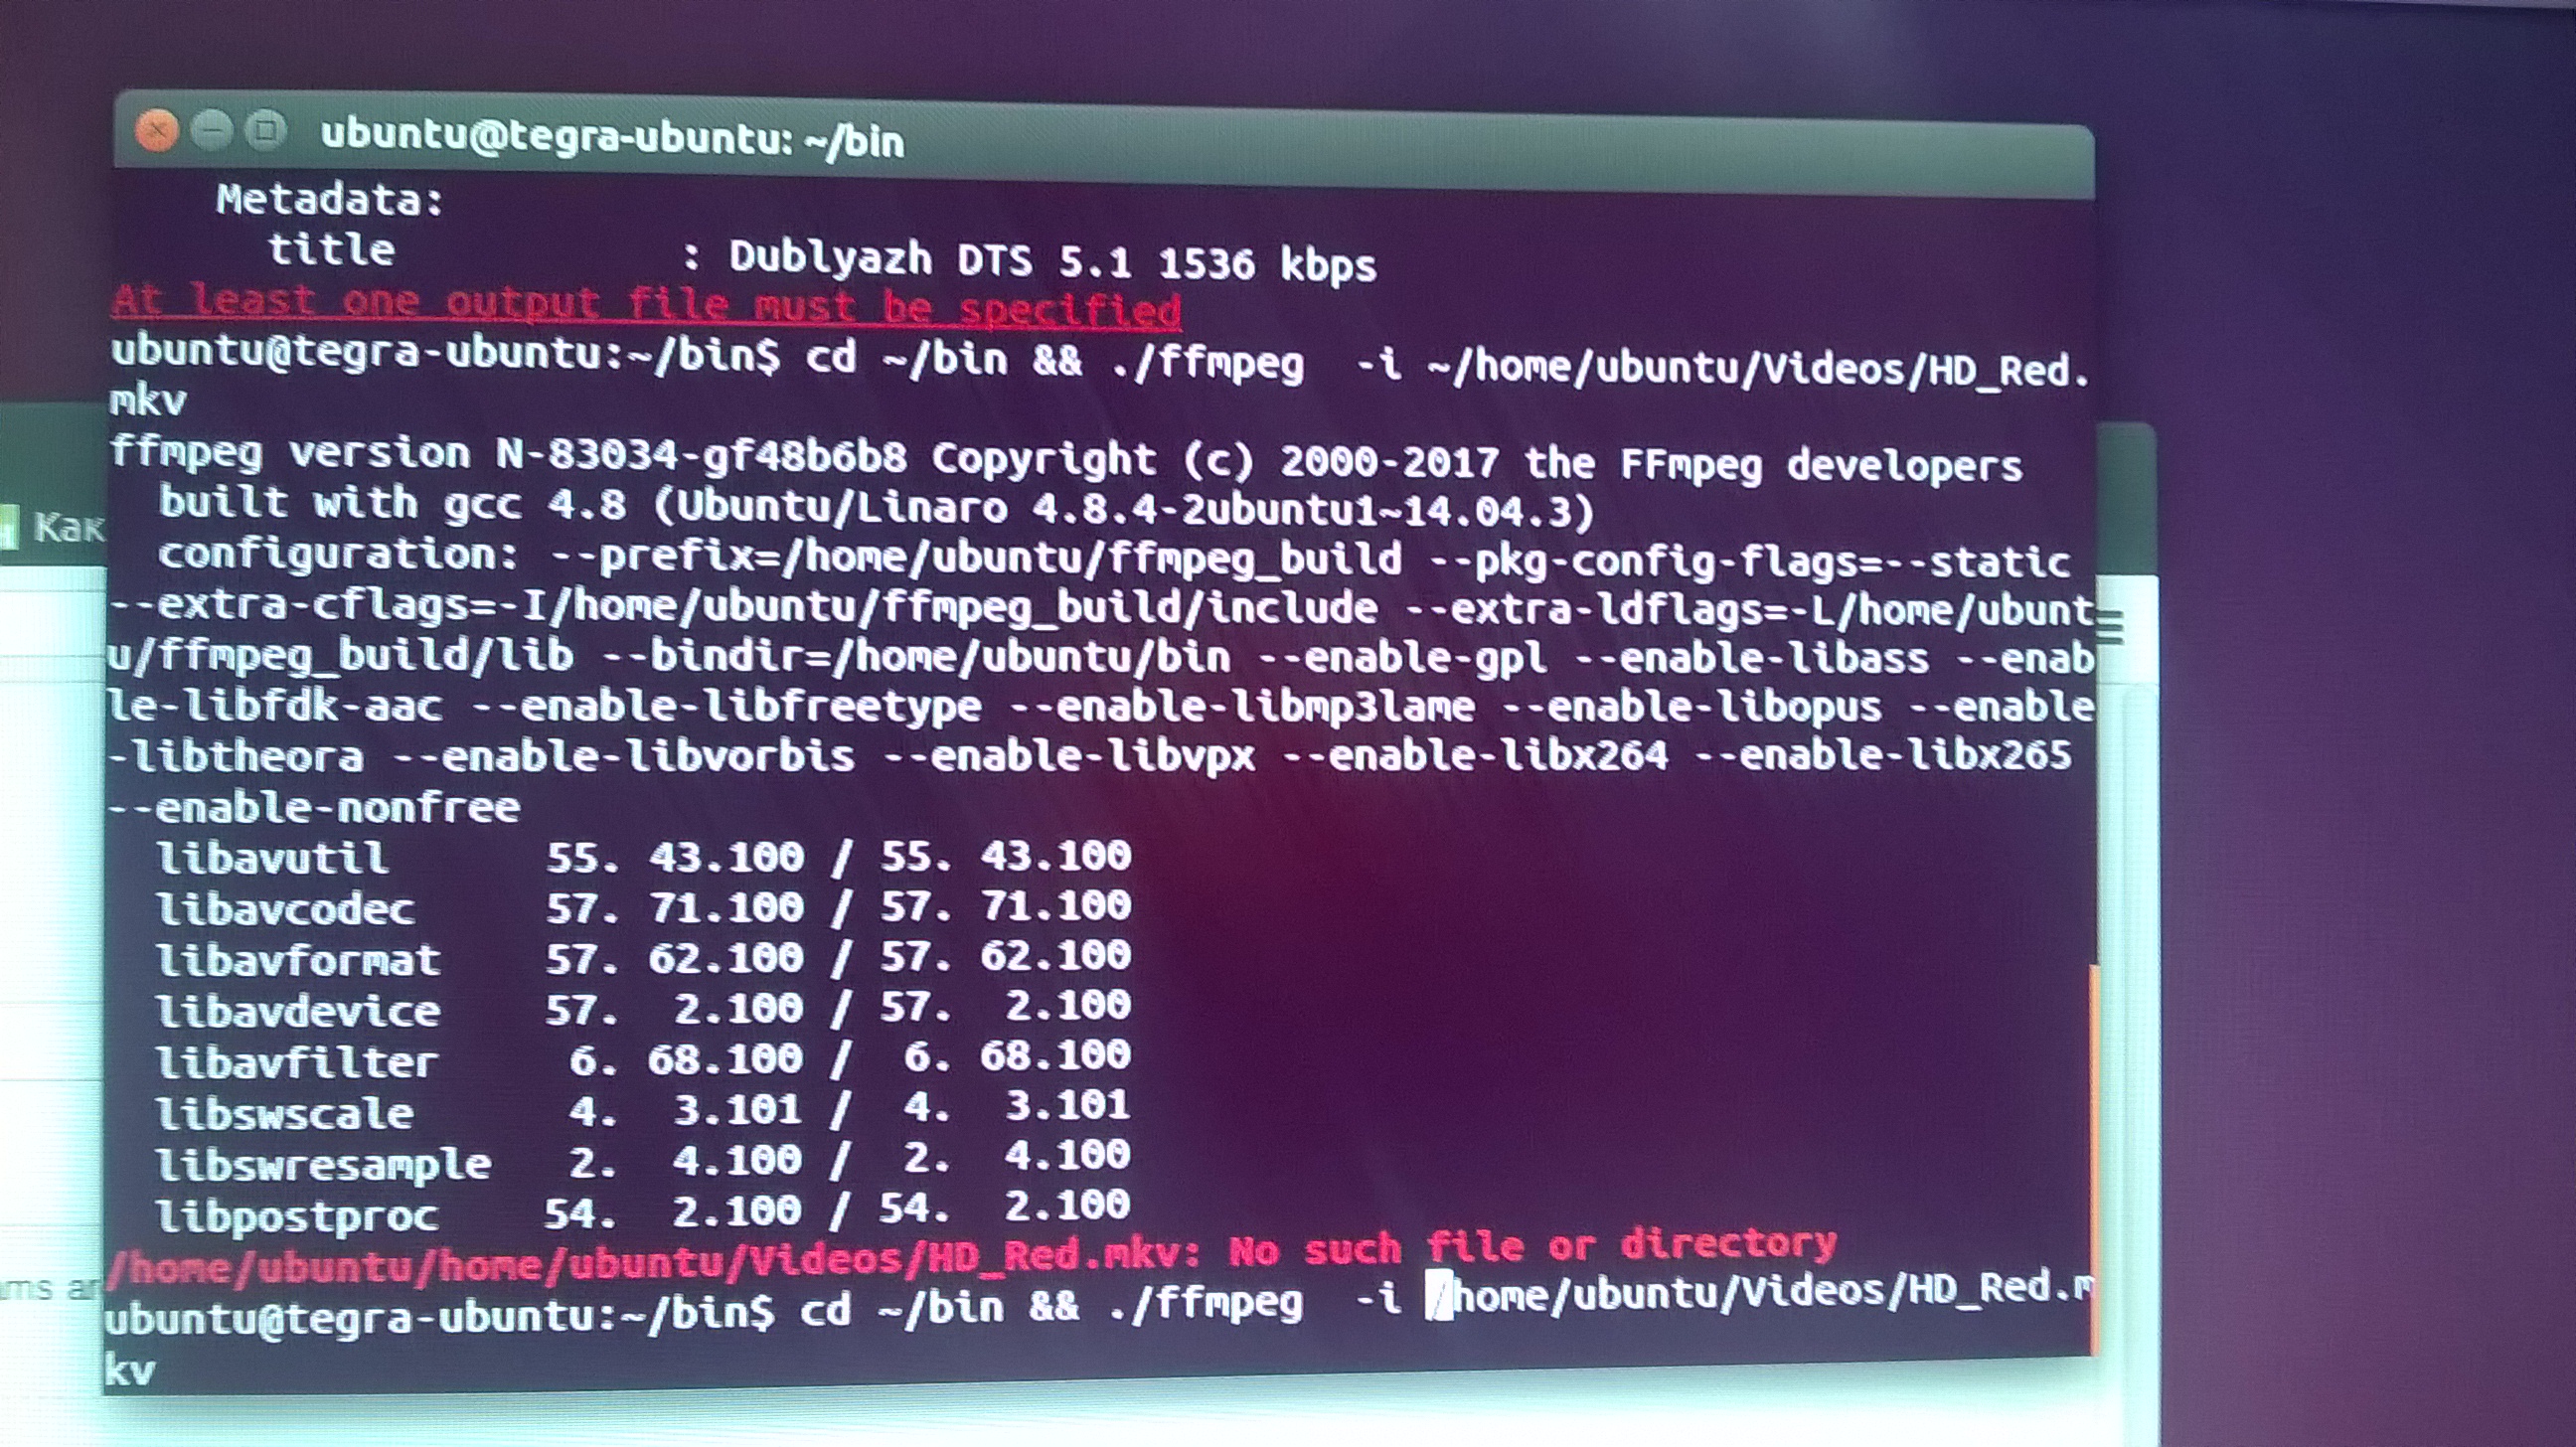 ubuntu@tegra-ubuntu: ~/bin
Metadata:
title : Dublyazh DTS 5.1 1536 kbps
At least one output file must be specified
ubuntu@tegra-ubuntu:~/bin$ cd ~/bin && ./ffmpeg  -i ~/home/ubuntu/Videos/HD_Red.
mkv
ffmpeg version N-83034-gf48b6b8 Copyright (c) 2000-2017 the FFmpeg developers
built with gcc 4.8 (Ubuntu/Linaro 4.8.4-2ubuntu1~14.04.3)
configuration: --prefix=/home/ubuntu/ffmpeg_build --pkg-config-flags=--static
--extra-cflags=-I/home/ubuntu/ffmpeg_build/include --extra-ldflags=-L/home/ubunt
u/ffmpeg_build/lib --bindir=/home/ubuntu/bin --enable-gpl --enable-libass --enab
le-libfdk-aac --enable-libfreetype --enable-libmp3lame --enable-libopus --enable
-libtheora --enable-libvorbis --enable-libvpx --enable-libx264 --enable-libx265
--enable-nonfree
libavutil 55. 43.100 / 55. 43.100
libavcodec 57. 71.100 / 57. 71.100
libavformat 57. 62.100 / 57. 62.100
libavdevice 57. 2.100 / 57. 2.100
libavfilter 6. 68.100 / 6. 68.100
libswscale 4. 3.101 / 4. 3.101
libswresample 2. 4.100 / 2. 4.100
libpostproc 54. 2.100 / 54. 2.100
/home/ubuntu/home/ubuntu/Videos/HD_Red.mkv: No such file or directory
ubuntu@tegra-ubuntu:~/bin$ cd ~/bin && ./ffmpeg  -i /home/ubuntu/Videos/HD_Red.m
kv
Как